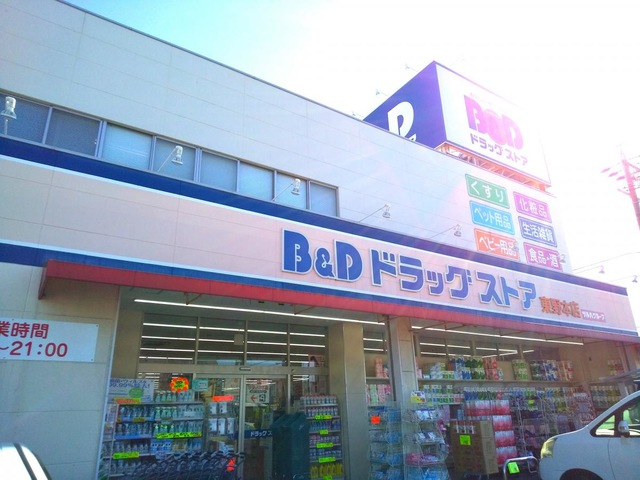 B&D
ドラッグストア
くすり
化粧品
ペット用品
生活雑貨
ベビー用品
食品・酒
B&D ドラッグストア 東野本店
業時間
～21:00